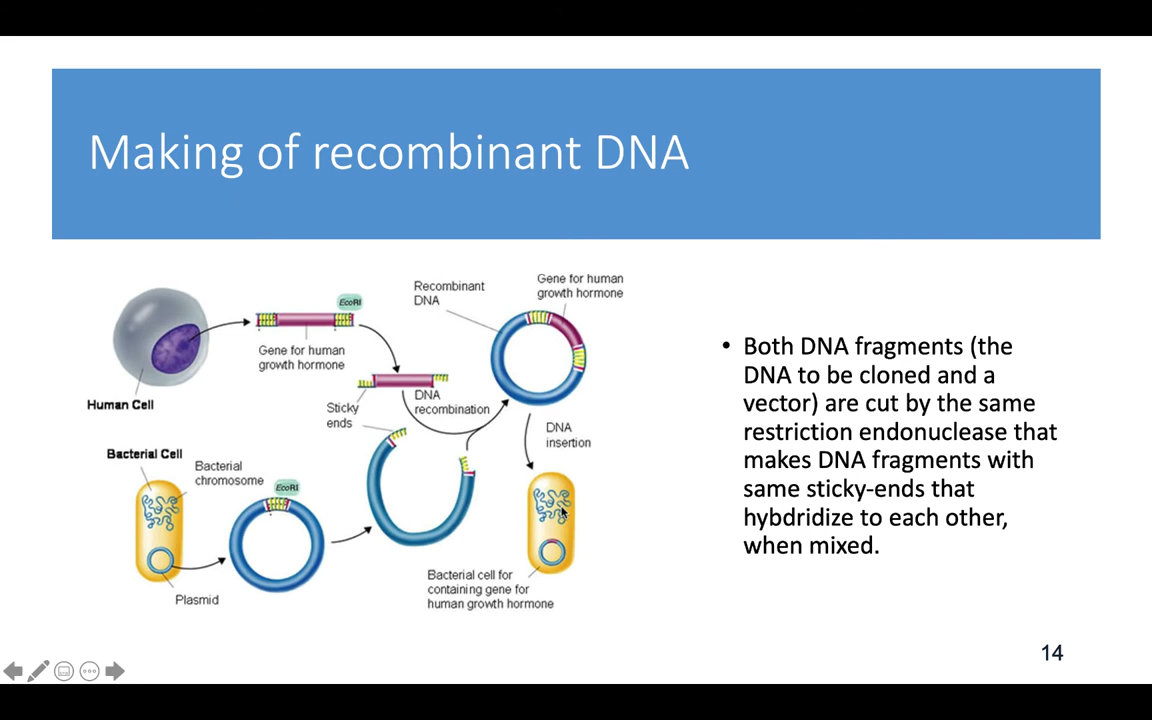 Making of recombinant DNA
Recombinant
DNA
Gene for human
growth hormone
EcoRI
Gene for human
growth hormone
Human Cell
Sticky
ends
DNA
recombination
DNA
insertion
Bacterial Cell
Bacterial
chromosome
EcoRI
Plasmid
Bacterial cell for
containing gene for
human growth hormone
• Both DNA fragments (the
DNA to be cloned and a
vector) are cut by the same
restriction endonuclease that
makes DNA fragments with
same sticky-ends that
hybdridize to each other,
when mixed.
14